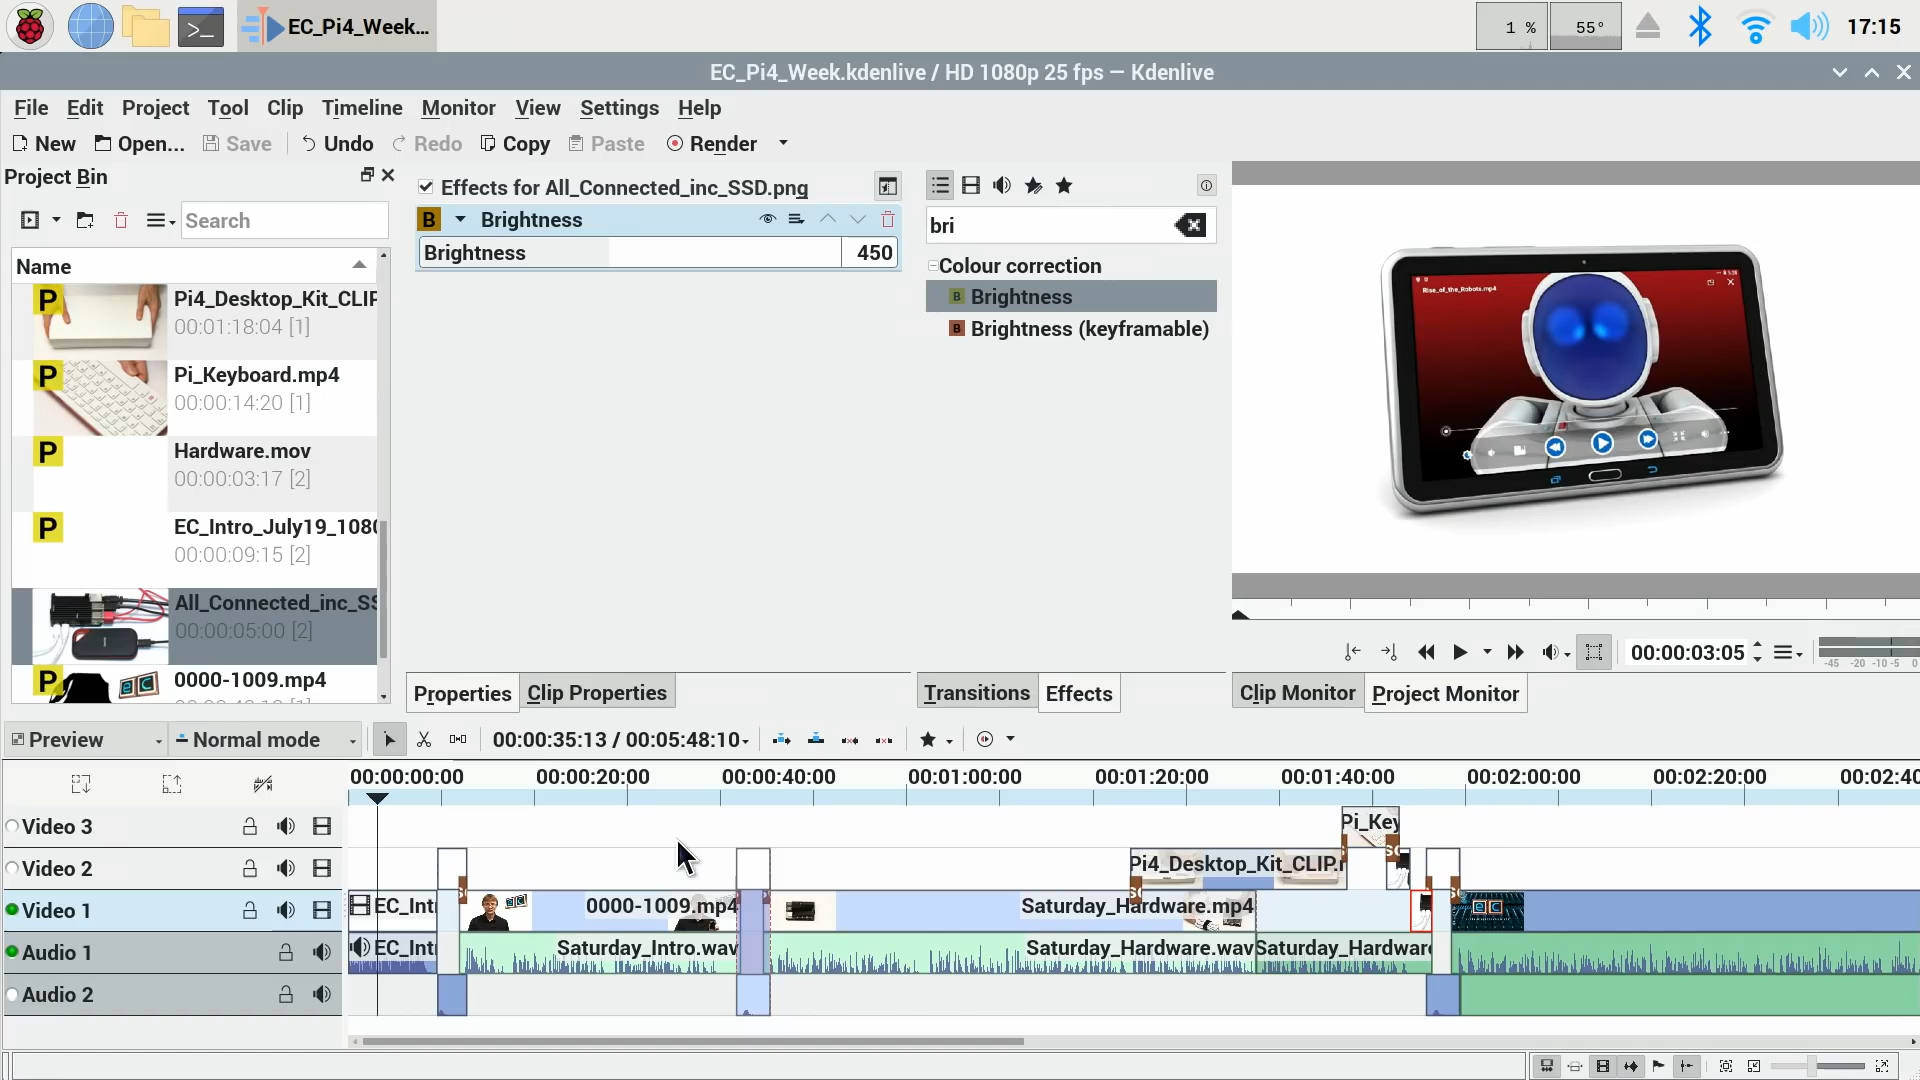 EC_Pi4_Week...
1 %
55°
17:15
EC_Pi4_Week.kdenlive / HD 1080p 25 fps — Kdenlive
File Edit Project Tool Clip Timeline Monitor View Settings Help
New Open... Save Undo Redo Copy Paste Render
Project Bin
Search
Name
P
Pi4_Desktop_Kit_CLIP
00:01:18:04 [1]
P
Pi_Keyboard.mp4
00:00:14:20 [1]
P
Hardware.mov
00:00:03:17 [2]
P
EC_Intro_July19_108
00:00:09:15 [2]
All_Connected_inc_SS
00:00:05:00 [2]
P
0000-1009.mp4
Effects for All_Connected_inc_SSD.png
B Brightness
Brightness 450
bri
Colour correction
B Brightness
B Brightness (keyframable)
Rise_of_the_Robots.mp4
Properties Clip Properties
Transitions Effects
Clip Monitor Project Monitor
00:00:03:05
-45 -20 -10 -5 0
Preview Normal mode 00:00:35:13 / 00:05:48:10
00:00:00:00 00:00:20:00 00:00:40:00 00:01:00:00 00:01:20:00 00:01:40:00 00:02:00:00 00:02:20:00 00:02:40
Video 3
Pi_Key
Video 2
Pi4_Desktop_Kit_CLIP.
Video 1
EC_Int 0000-1009.mp4 Saturday_Hardware.mp4
Audio 1
EC_Int Saturday_Intro.wav Saturday_Hardware.wav Saturday_Hardware
Audio 2